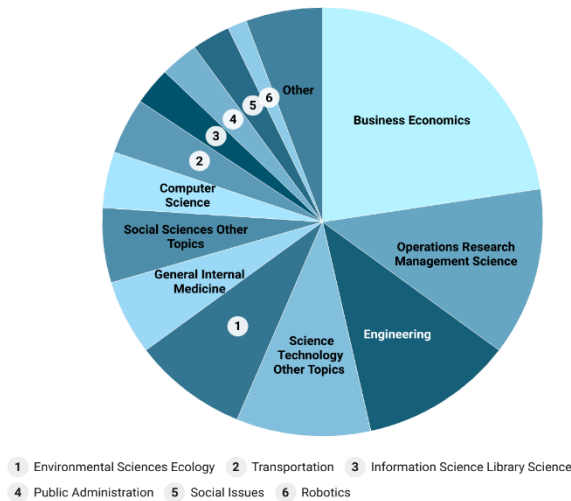 Other
Business Economics
6
5
4
3
2
Computer
Science
Social Sciences Other
Topics
Operations Research
Management Science
General Internal
Medicine
1
Engineering
Science
Technology
Other Topics
1 Environmental Sciences Ecology 2 Transportation 3 Information Science Library Science
4 Public Administration 5 Social Issues 6 Robotics